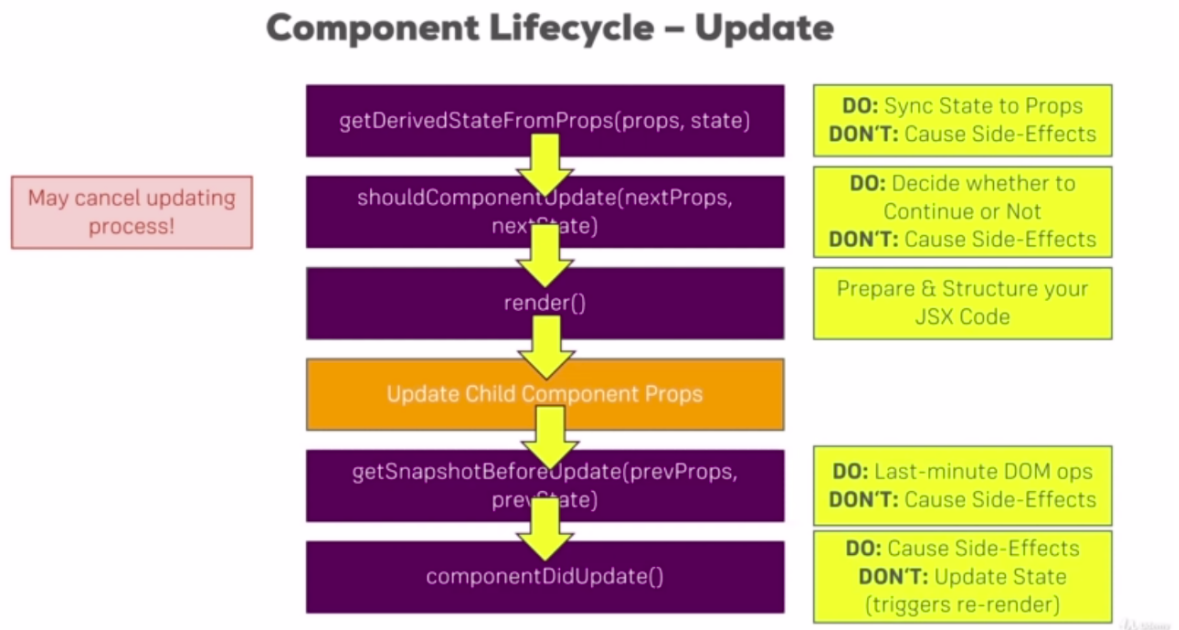 Component Lifecycle – Update
getDerivedStateFromProps(props, state)
DO: Sync State to Props
DON'T: Cause Side-Effects
May cancel updating
process!
shouldComponentUpdate(nextProps,
nextState)
DO: Decide whether to
Continue or Not
DON'T: Cause Side-Effects
render()
Prepare & Structure your
JSX Code
Update Child Component Props
getSnapshotBeforeUpdate(prevProps,
prevState)
DO: Last-minute DOM ops
DON'T: Cause Side-Effects
componentDidUpdate()
DO: Cause Side-Effects
DON'T: Update State
(triggers re-render)
Udemy